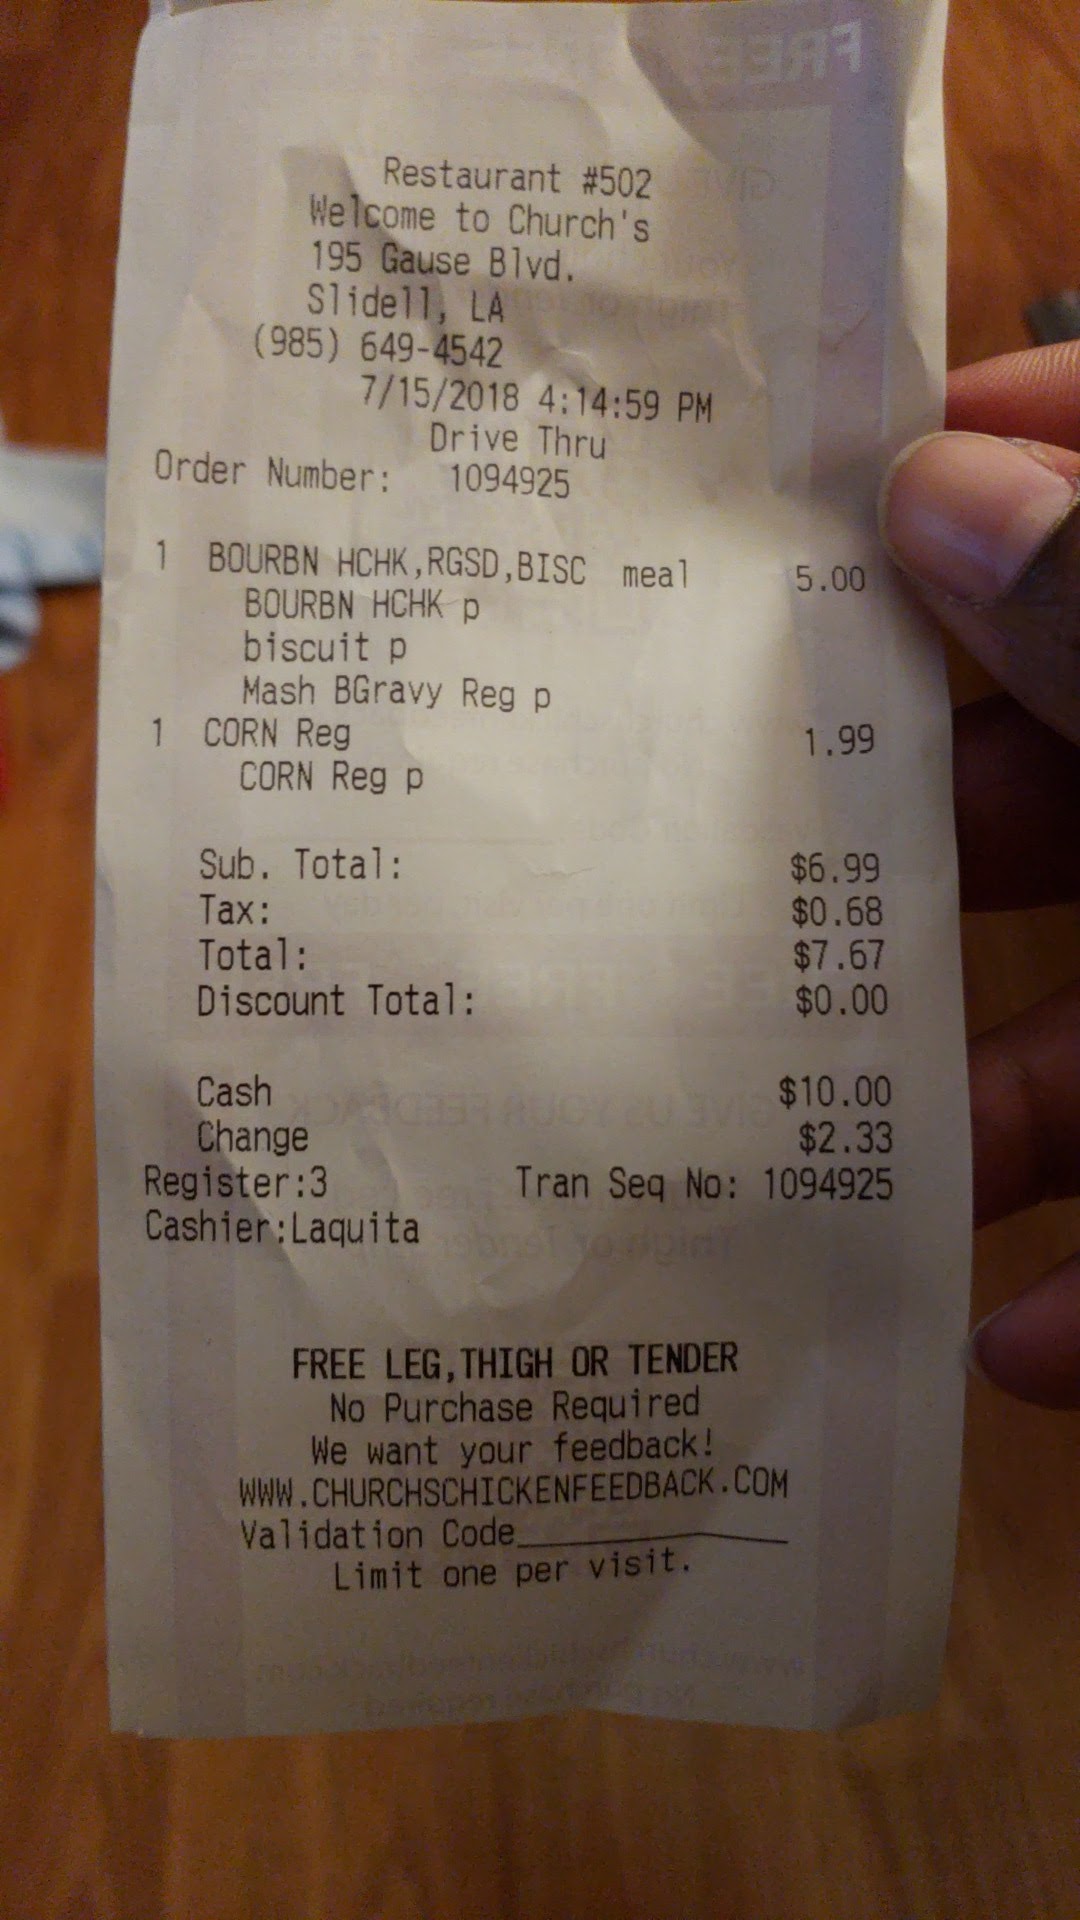 Restaurant #502
Welcome to Church's
195 Gause Blvd.
Slidell, LA
(985) 649-4542
7/15/2018 4:14:59 PM
Drive Thru
Order Number: 1094925
1 BOURBN HCHK,RGSD,BISC meal 5.00
BOURBN HCHK p
biscuit p
Mash BGravy Reg p
1 CORN Reg 1.99
CORN Reg p
Sub. Total: $6.99
Tax: $0.68
Total: $7.67
Discount Total: $0.00
Cash $10.00
Change $2.33
Register:3 Tran Seq No: 1094925
Cashier:Laquita
FREE LEG,THIGH OR TENDER
No Purchase Required
We want your feedback!
WWW.CHURCHSCHICKENFEEDBACK.COM
Validation Code
Limit one per visit.